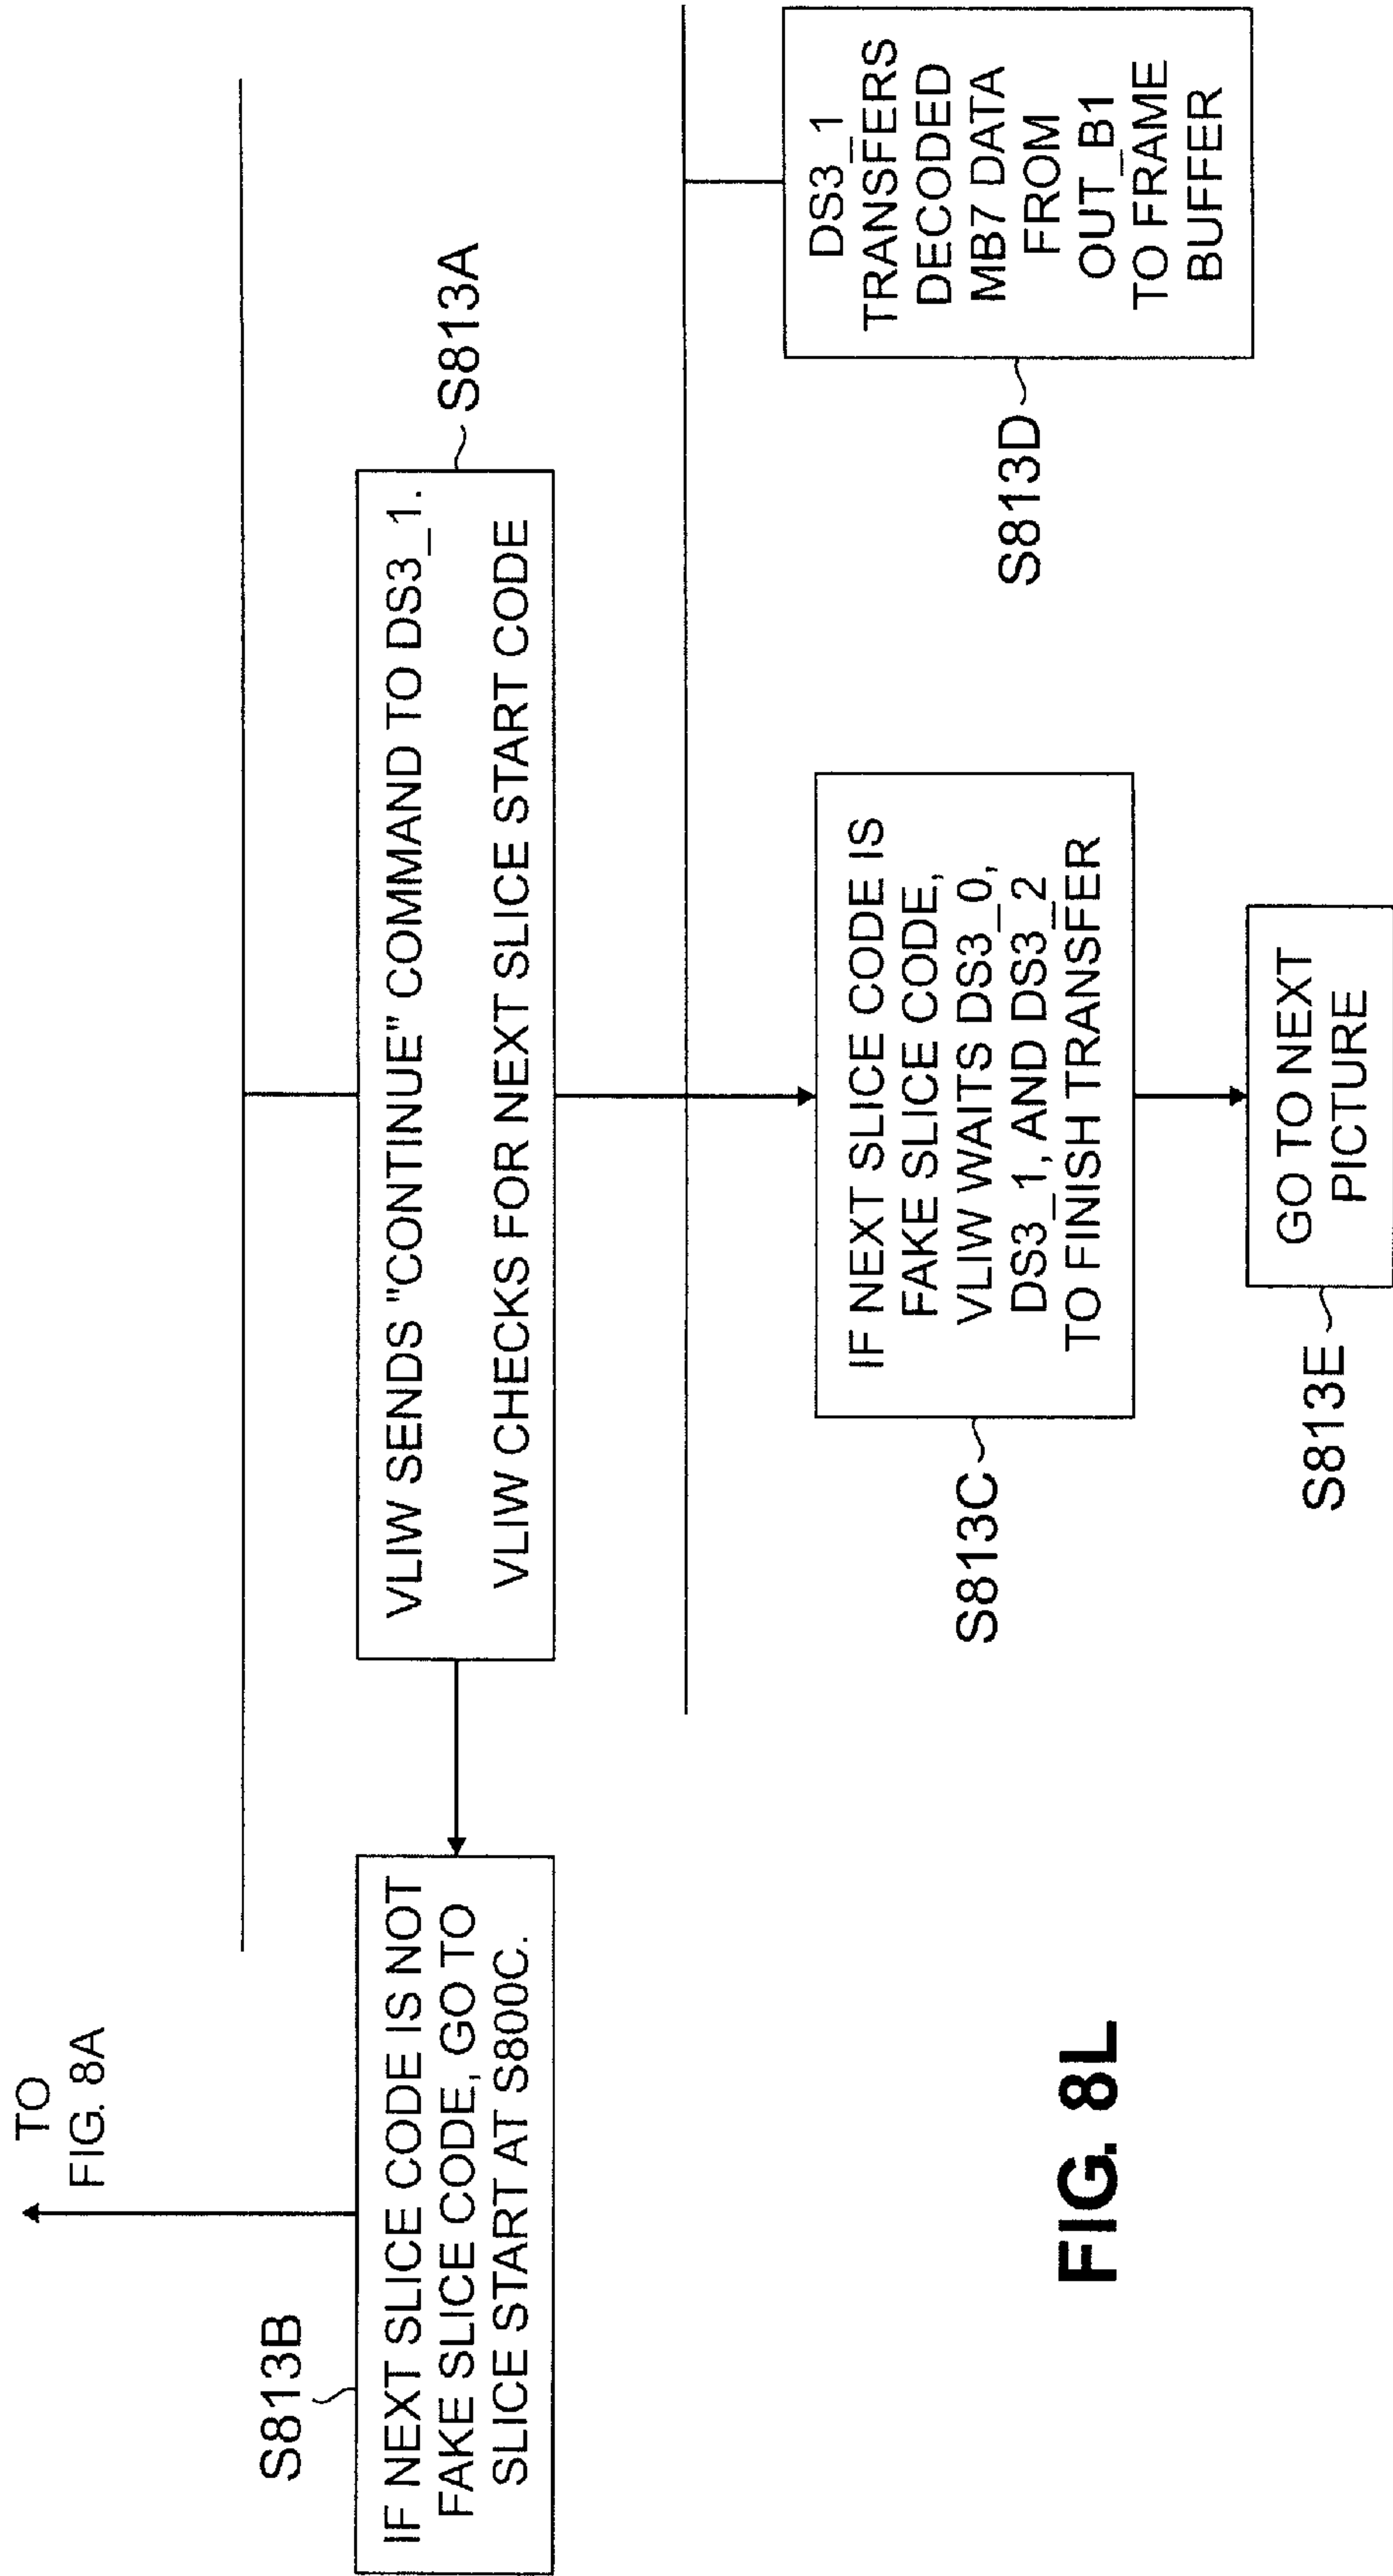 TO
FIG. 8A
S813B
IF NEXT SLICE CODE IS NOT
FAKE SLICE CODE, GO TO
SLICE START AT S800C.
VLIW SENDS "CONTINUE" COMMAND TO DS3_1.
VLIW CHECKS FOR NEXT SLICE START CODE
S813A
S813C
IF NEXT SLICE CODE IS
FAKE SLICE CODE,
VLIW WAITS DS3_0,
DS3_1, AND DS3_2
TO FINISH TRANSFER
S813D
DS3_1
TRANSFERS
DECODED
MB7 DATA
FROM
OUT_B1
TO FRAME
BUFFER
S813E
GO TO NEXT
PICTURE
FIG. 8L